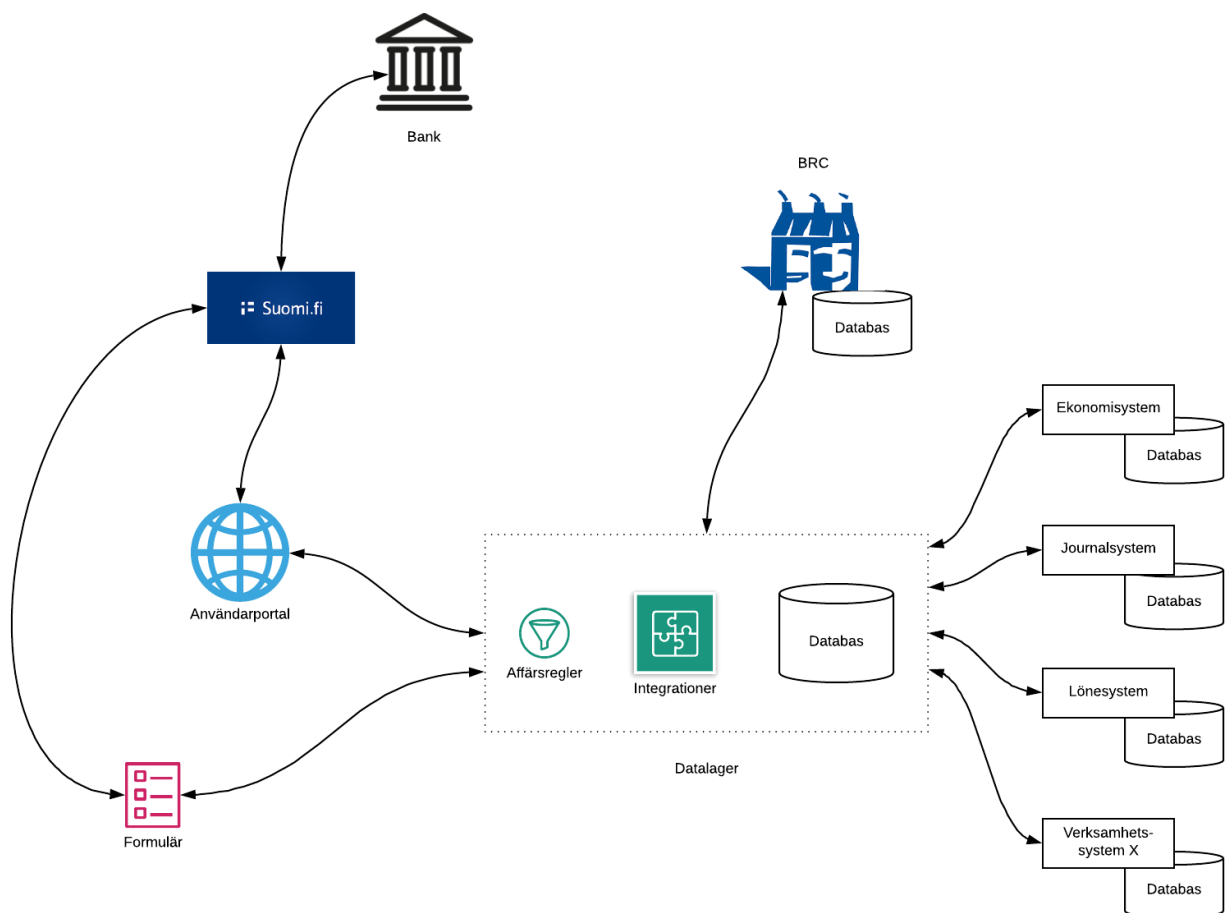 Bank
BRC
Suomi.fi
Databas
Ekonomisystem
Databas
Journalsystem
Databas
Användarportal
Affärsregler
Integrationer
Databas
Lönesystem
Databas
Datalager
Formulär
Verksamhets-
system X
Databas